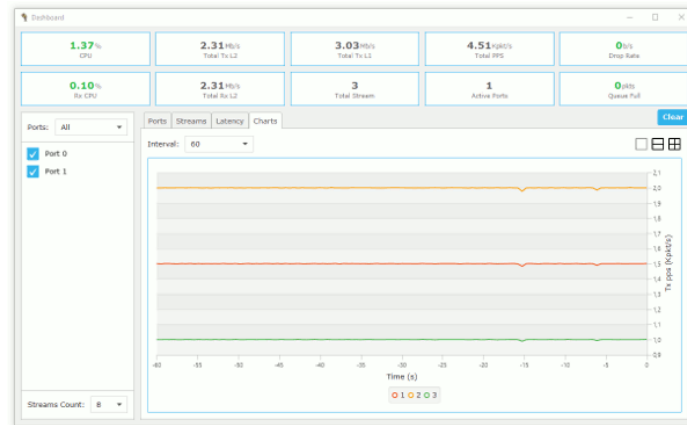 Dashboard
1.37%
CPU
2.31Mb/s
Total Tx L2
3.03Mb/s
Total Tx L1
4.51Kpkt/s
Total PPS
0b/s
Drop Rate
0.10%
Rx CPU
2.31Mb/s
Total Rx L2
3
Total Stream
1
Active Ports
0pkts
Queue Full
Ports: All
Port 0
Port 1
Streams Count: 8
Ports Streams Latency Charts
Clear
Interval: 60
2,1
2,0
1,9
1,8
1,7
1,6
1,5
1,4
1,3
1,2
1,1
1,0
0,9
Tx pps (Kpkt/s)
-60 -55 -50 -45 -40 -35 -30 -25 -20 -15 -10 -5 0
Time (s)
1 2 3